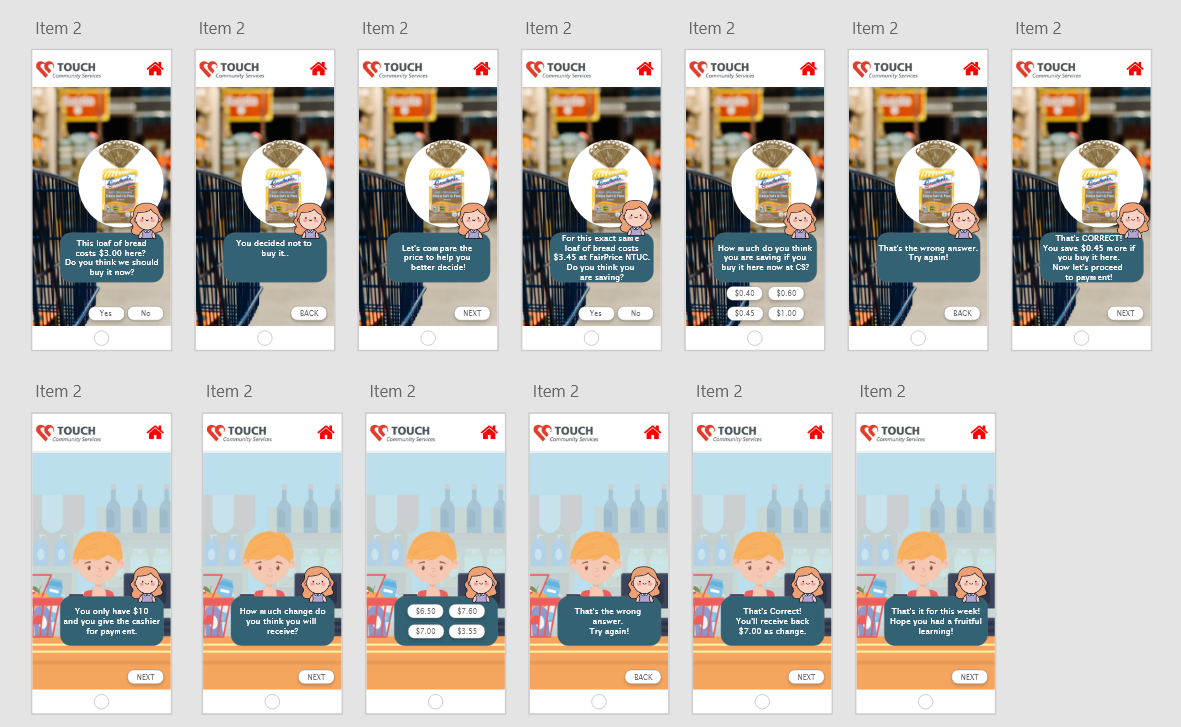 Item 2
Item 2
Item 2
Item 2
Item 2
Item 2
Item 2
TOUCH
Community Services
This loaf of bread
costs $3.00 here?
Do you think we should
buy it now?
Yes
No
TOUCH
Community Services
You decided not to
buy it..
BACK
TOUCH
Community Services
Let's compare the
price to help you
better decide!
NEXT
TOUCH
Community Services
For this exact same
loaf of bread costs
$3.45 at FairPrice NTUC.
Do you think you
are saving?
Yes
No
TOUCH
Community Services
How much do you think
you are saving if you
buy it here now at CS?
$0.40
$0.60
$0.45
$1.00
TOUCH
Community Services
That's the wrong answer.
Try again!
BACK
TOUCH
Community Services
That's CORRECT!
You save $0.45 more if
you buy it here.
Now let's proceed
to payment!
NEXT
Item 2
Item 2
Item 2
Item 2
Item 2
Item 2
TOUCH
Community Services
You only have $10
and you give the cashier
for payment.
NEXT
TOUCH
Community Services
How much change do
you think you will
receive?
NEXT
TOUCH
Community Services
$6.50
$7.60
$7.00
$3.55
TOUCH
Community Services
That's the wrong
answer.
Try again!
BACK
TOUCH
Community Services
That's Correct!
You'll receive back
$7.00 as change.
NEXT
TOUCH
Community Services
That's it for this week!
Hope you had a fruitful
learning!
NEXT